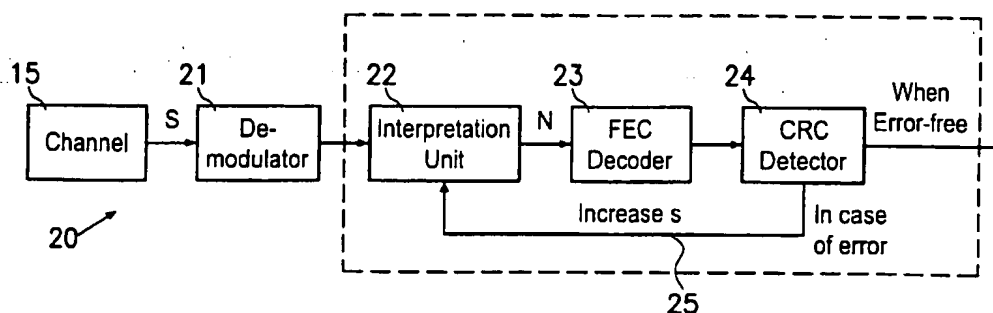 15
21
22
23
24
When
Error-free
Channel
S
De-
modulator
Interpretation
Unit
N
FEC
Decoder
CRC
Detector
Increase s
In case
of error
20
25